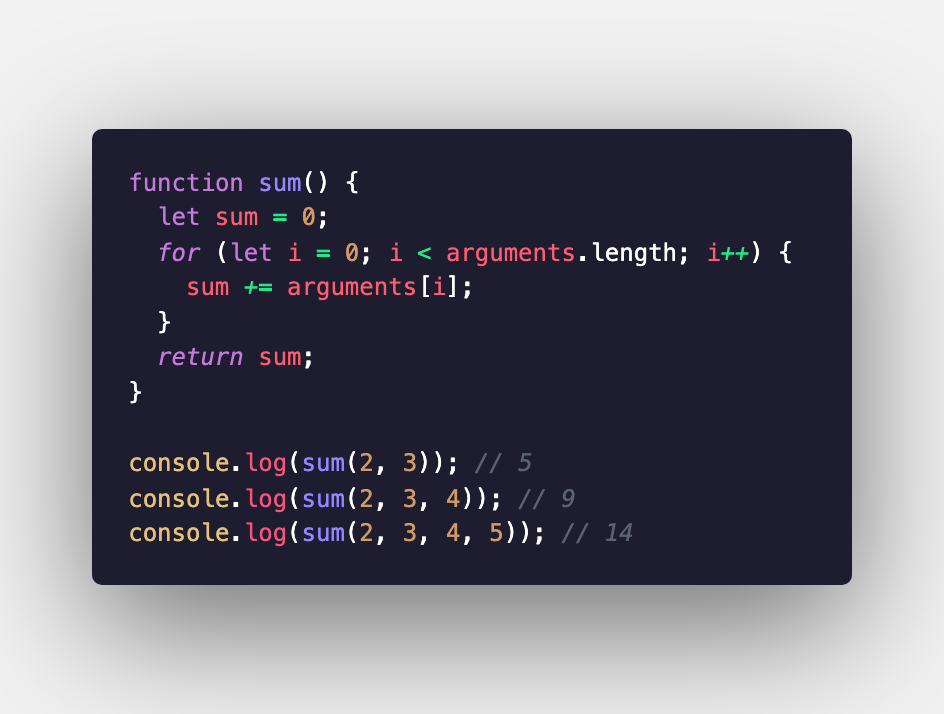 function sum() {
  let sum = 0;
  for (let i = 0; i < arguments.length; i++) {
    sum += arguments[i];
  }
  return sum;
}

console.log(sum(2, 3)); // 5
console.log(sum(2, 3, 4)); // 9
console.log(sum(2, 3, 4, 5)); // 14